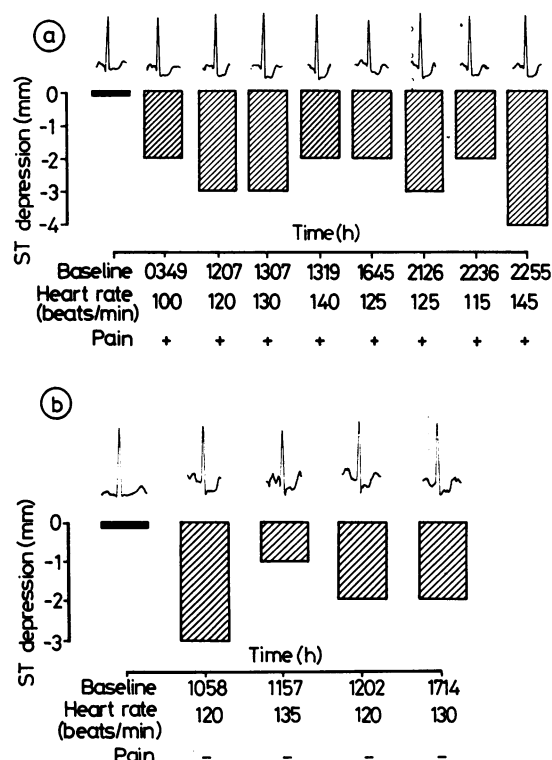 a
ST depression (mm)
0
-1
-2
-3
-4
Time (h)
Baseline 0349 1207 1307 1319 1645 2126 2236 2255
Heart rate
(beats/min) 100 120 130 140 125 125 115 145
Pain + + + + + + + +
b
ST depression (mm)
0
-1
-2
-3
Time (h)
Baseline 1058 1157 1202 1714
Heart rate
(beats/min) 120 135 120 130
Pain - - - -